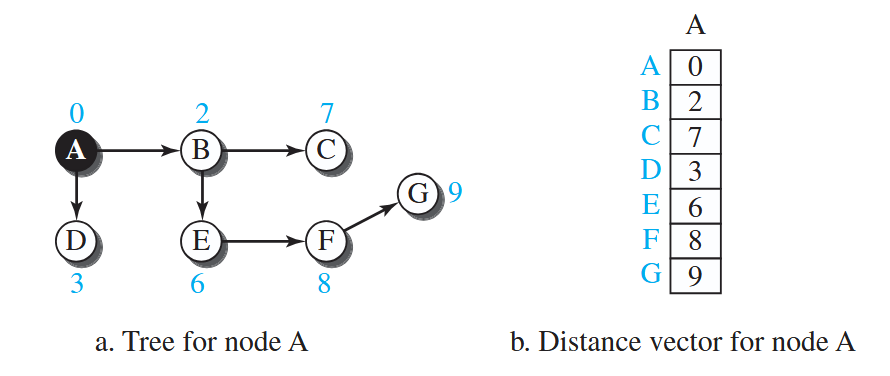 A
0 2 7
A B C
G 9
D E F
3 6 8
A 0
B 2
C 7
D 3
E 6
F 8
G 9
a. Tree for node A
b. Distance vector for node A